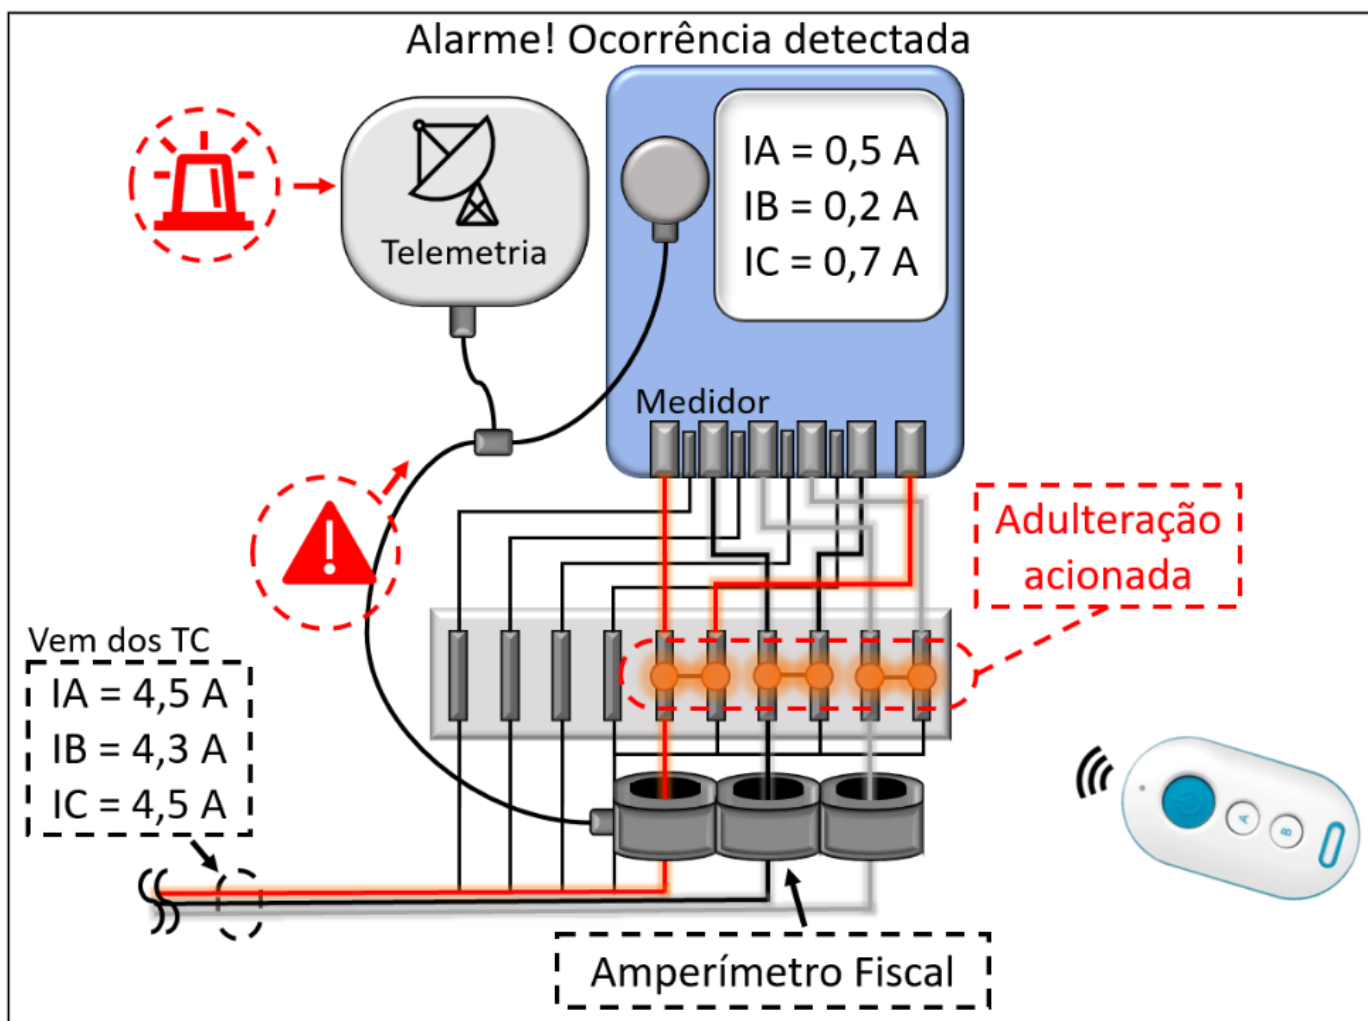 Alarme! Ocorrência detectada
Telemetria
IA = 0,5 A
IB = 0,2 A
IC = 0,7 A
Medidor
Adulteração
acionada
Vem dos TC
IA = 4,5 A
IB = 4,3 A
IC = 4,5 A
A
B
Amperímetro Fiscal